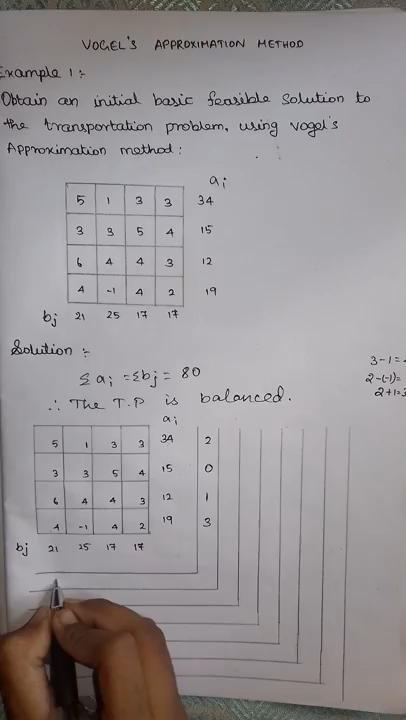 VOGEL'S APPROXIMATION METHOD
Example 1 :-
Obtain an initial basic feasible solution to
the transportation problem, using vogel's
Approximation method :
ai
5 1 3 3 34
3 3 5 4 15
6 4 4 3 12
4 -1 4 2 19
bj 21 25 17 17
Solution :-
Σ ai = Σ bj = 80
∴ The T.P is balanced.
ai
5 1 3 3 34 2
3 3 5 4 15 0
6 4 4 3 12 1
4 -1 4 2 19 3
bj 21 25 17 17
3-1=
2-(-1)=
2+1=3